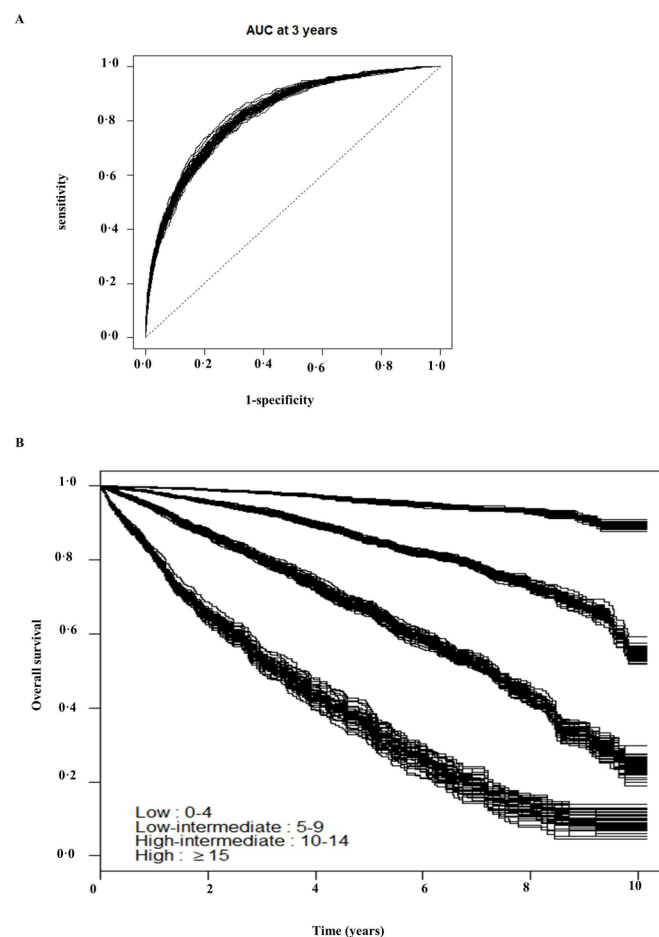 A
AUC at 3 years
1·0
0·8
0·6
0·4
0·2
0·0
sensitivity
0·0 0·2 0·4 0·6 0·8 1·0
1-specificity
B
1·0
0·8
0·6
0·4
0·2
0·0
Overall survival
Low : 0-4
Low-intermediate : 5-9
High-intermediate : 10-14
High : ≥15
0 2 4 6 8 10
Time (years)